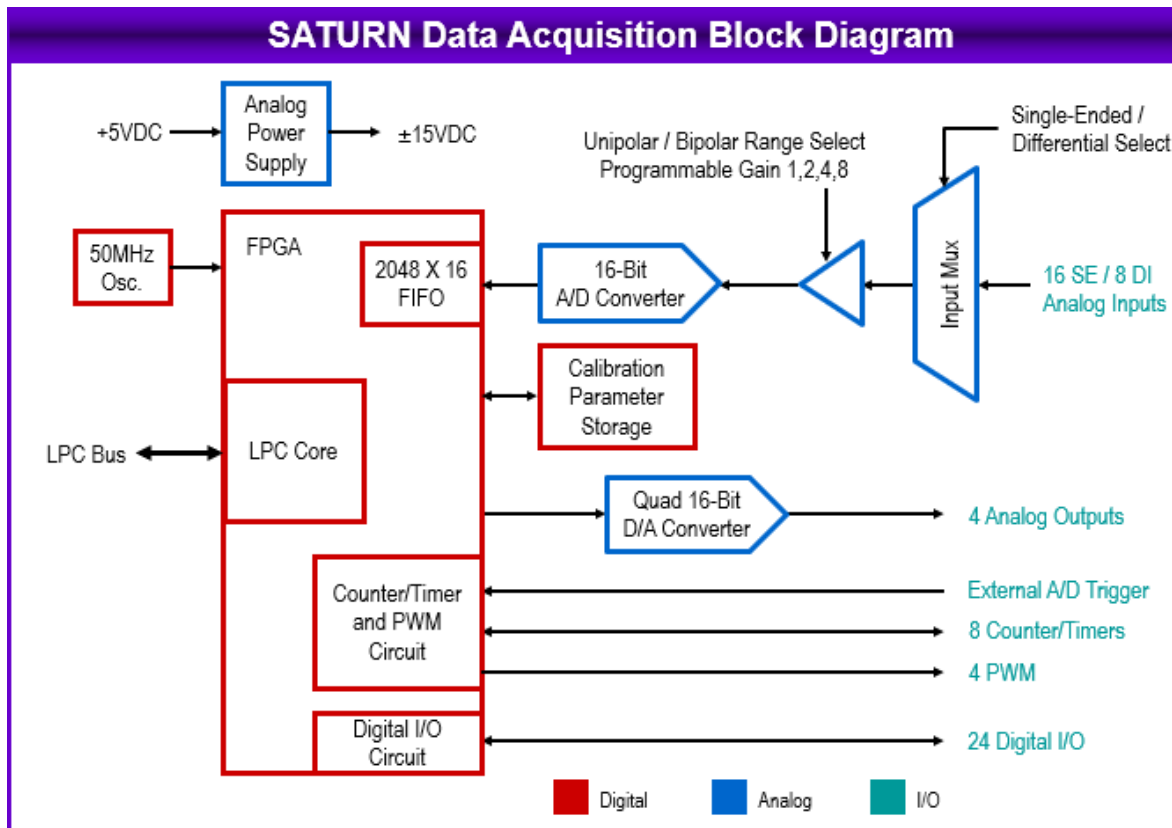 SATURN Data Acquisition Block Diagram
+5VDC
Analog
Power
Supply
±15VDC
Unipolar / Bipolar Range Select
Programmable Gain 1,2,4,8
Single-Ended /
Differential Select
50MHz
Osc.
FPGA
2048 X 16
FIFO
16-Bit
A/D Converter
Input Mux
16 SE / 8 DI
Analog Inputs
Calibration
Parameter
Storage
LPC Bus
LPC Core
Quad 16-Bit
D/A Converter
4 Analog Outputs
Counter/Timer
and PWM
Circuit
External A/D Trigger
8 Counter/Timers
4 PWM
Digital I/O
Circuit
24 Digital I/O
Digital
Analog
I/O